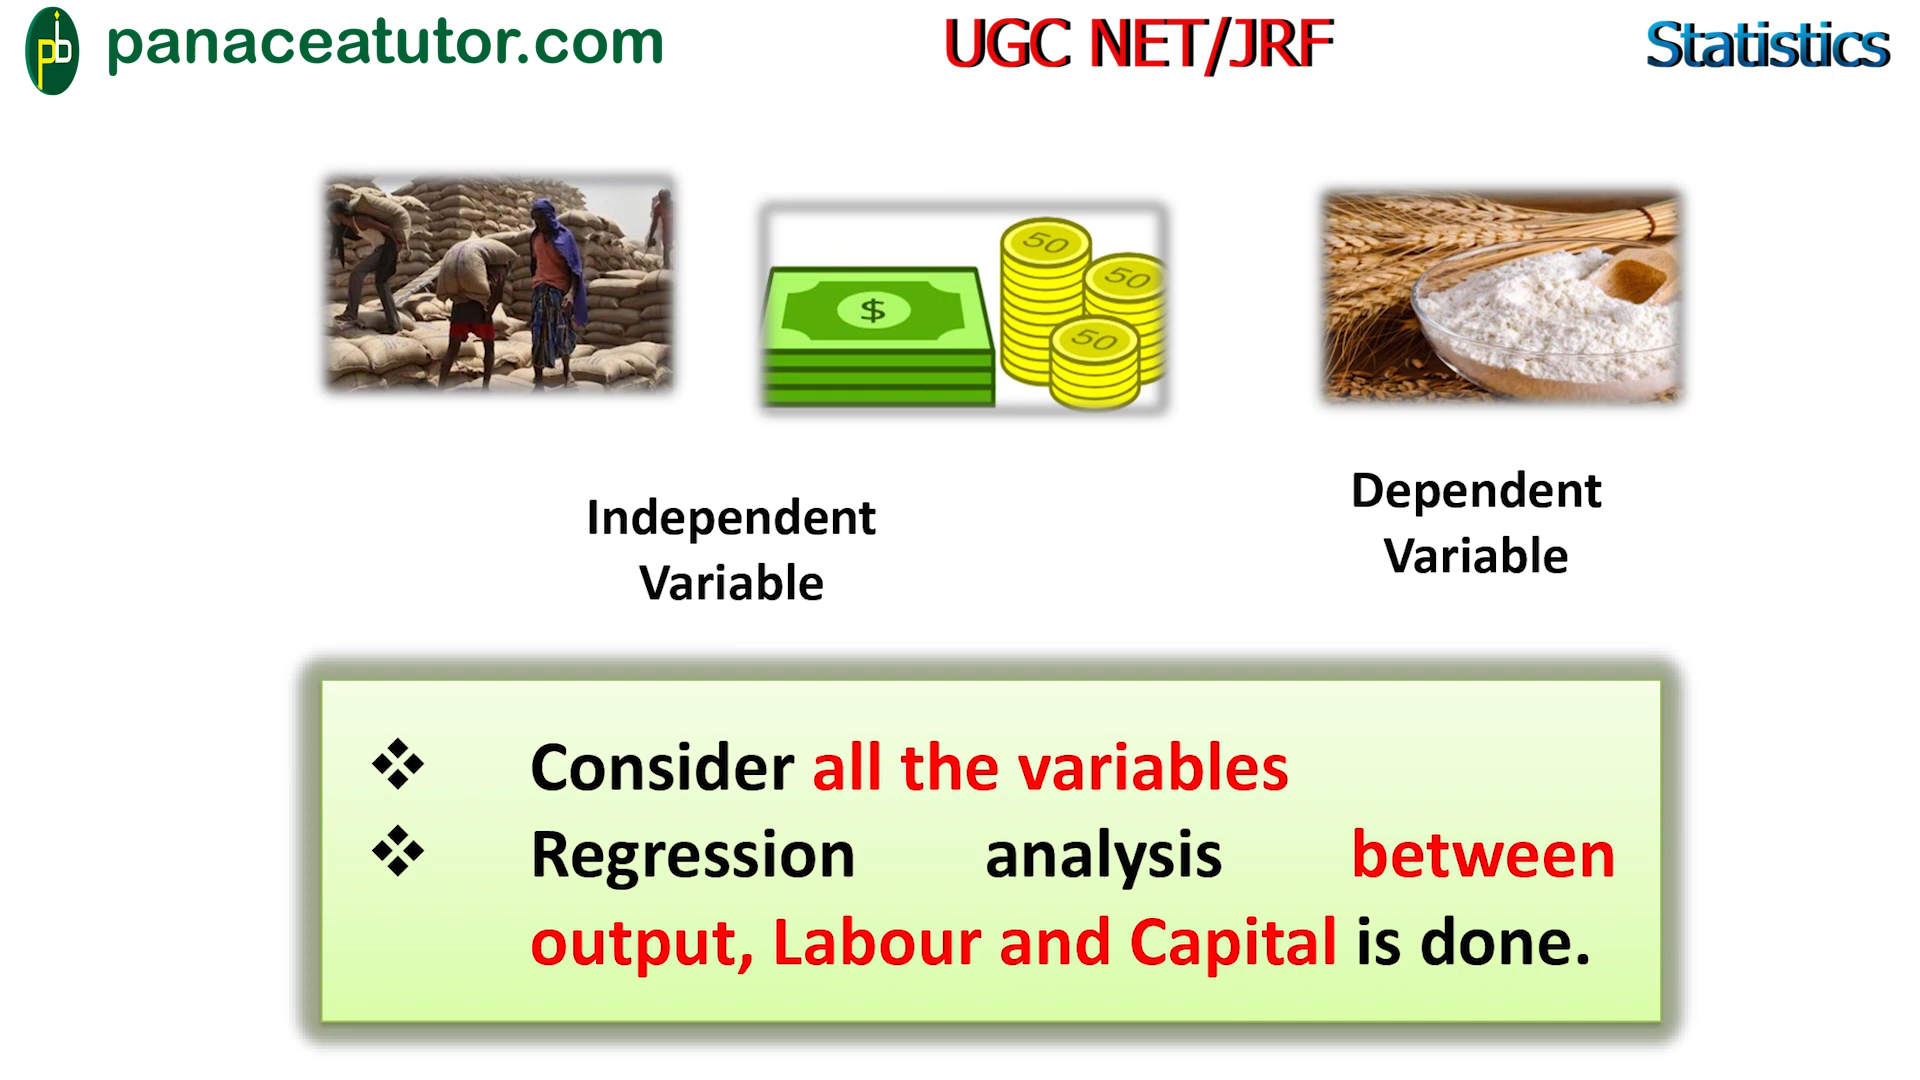 pb panaceatutor.com
UGC NET/JRF
Statistics
$
50
50
50
Independent
Variable
Dependent
Variable
❖ Consider all the variables
❖ Regression analysis between
output, Labour and Capital is done.